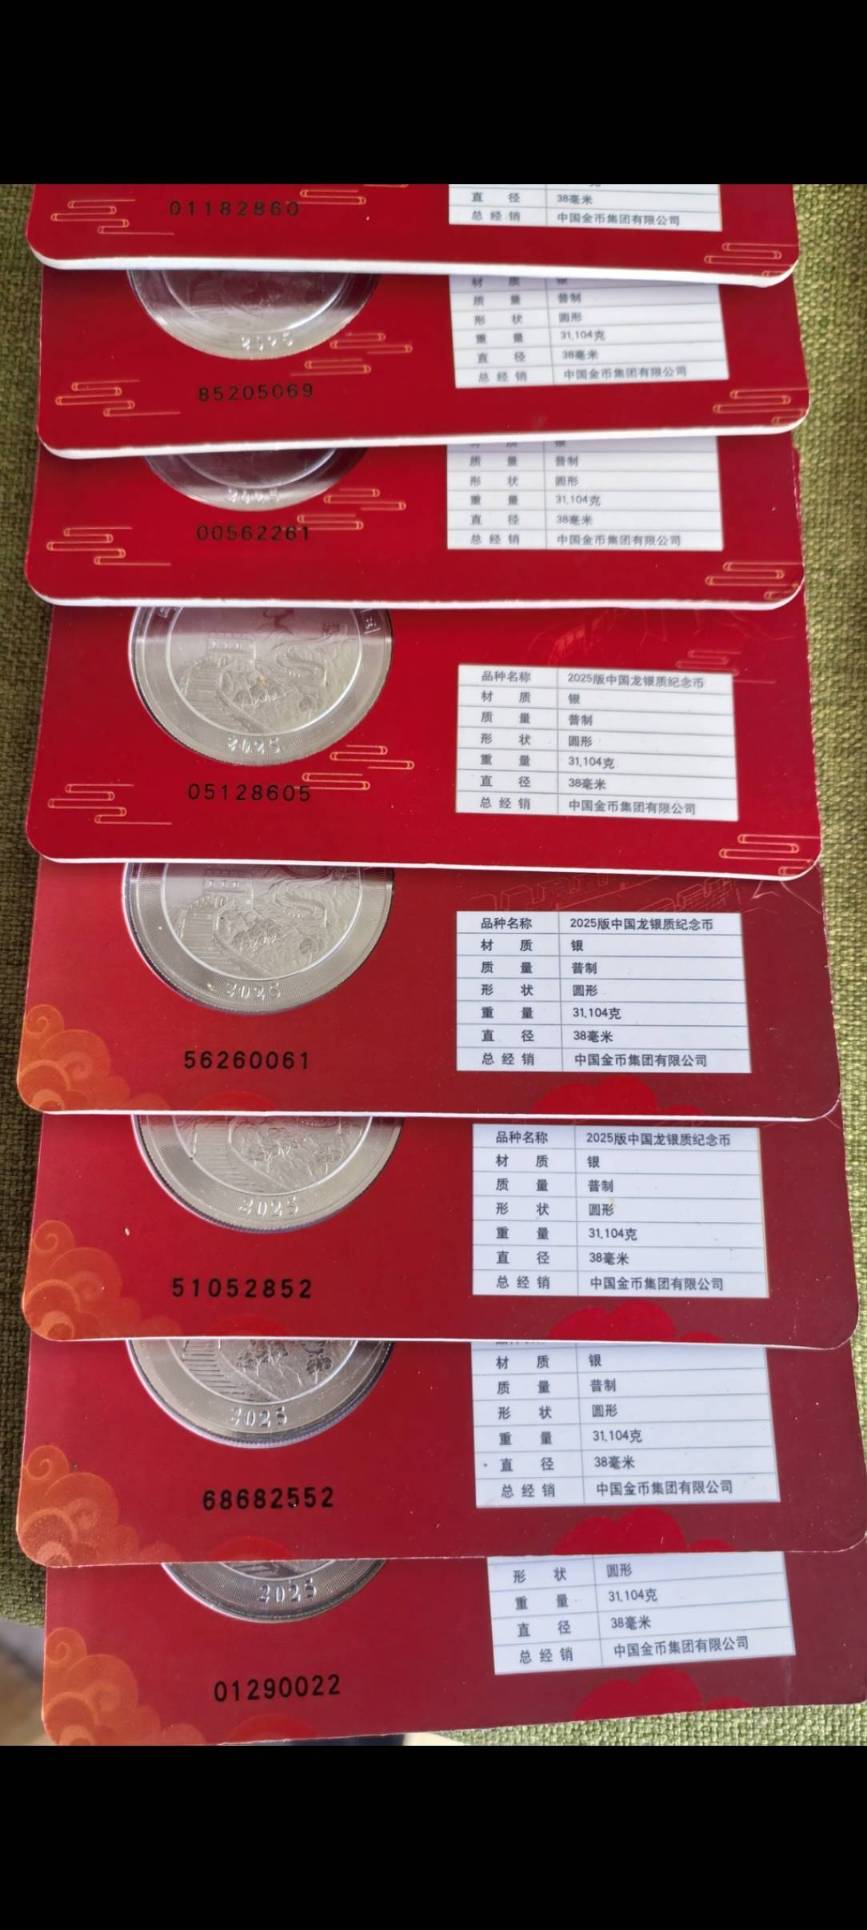 01182860
直 径 38毫米
总 经 销 中国金币集团有限公司
材 质 银
质 量 普制
形 状 圆形
重 量 31.104克
直 径 38毫米
总 经 销 中国金币集团有限公司
2025
85205069
银
质 量 普制
形 状 圆形
重 量 31.104克
直 径 38毫米
总 经 销 中国金币集团有限公司
2025
00562261
品种名称 2025版中国龙银质纪念币
材 质 银
质 量 普制
形 状 圆形
重 量 31.104克
直 径 38毫米
总 经 销 中国金币集团有限公司
2025
05128605
品种名称 2025版中国龙银质纪念币
材 质 银
质 量 普制
形 状 圆形
重 量 31.104克
直 径 38毫米
总 经 销 中国金币集团有限公司
2025
56260061
品种名称 2025版中国龙银质纪念币
材 质 银
质 量 普制
形 状 圆形
重 量 31.104克
直 径 38毫米
总 经 销 中国金币集团有限公司
2025
51052852
材 质 银
质 量 普制
形 状 圆形
重 量 31.104克
直 径 38毫米
总 经 销 中国金币集团有限公司
2025
68682552
形 状 圆形
重 量 31.104克
直 径 38毫米
总 经 销 中国金币集团有限公司
2025
01290022